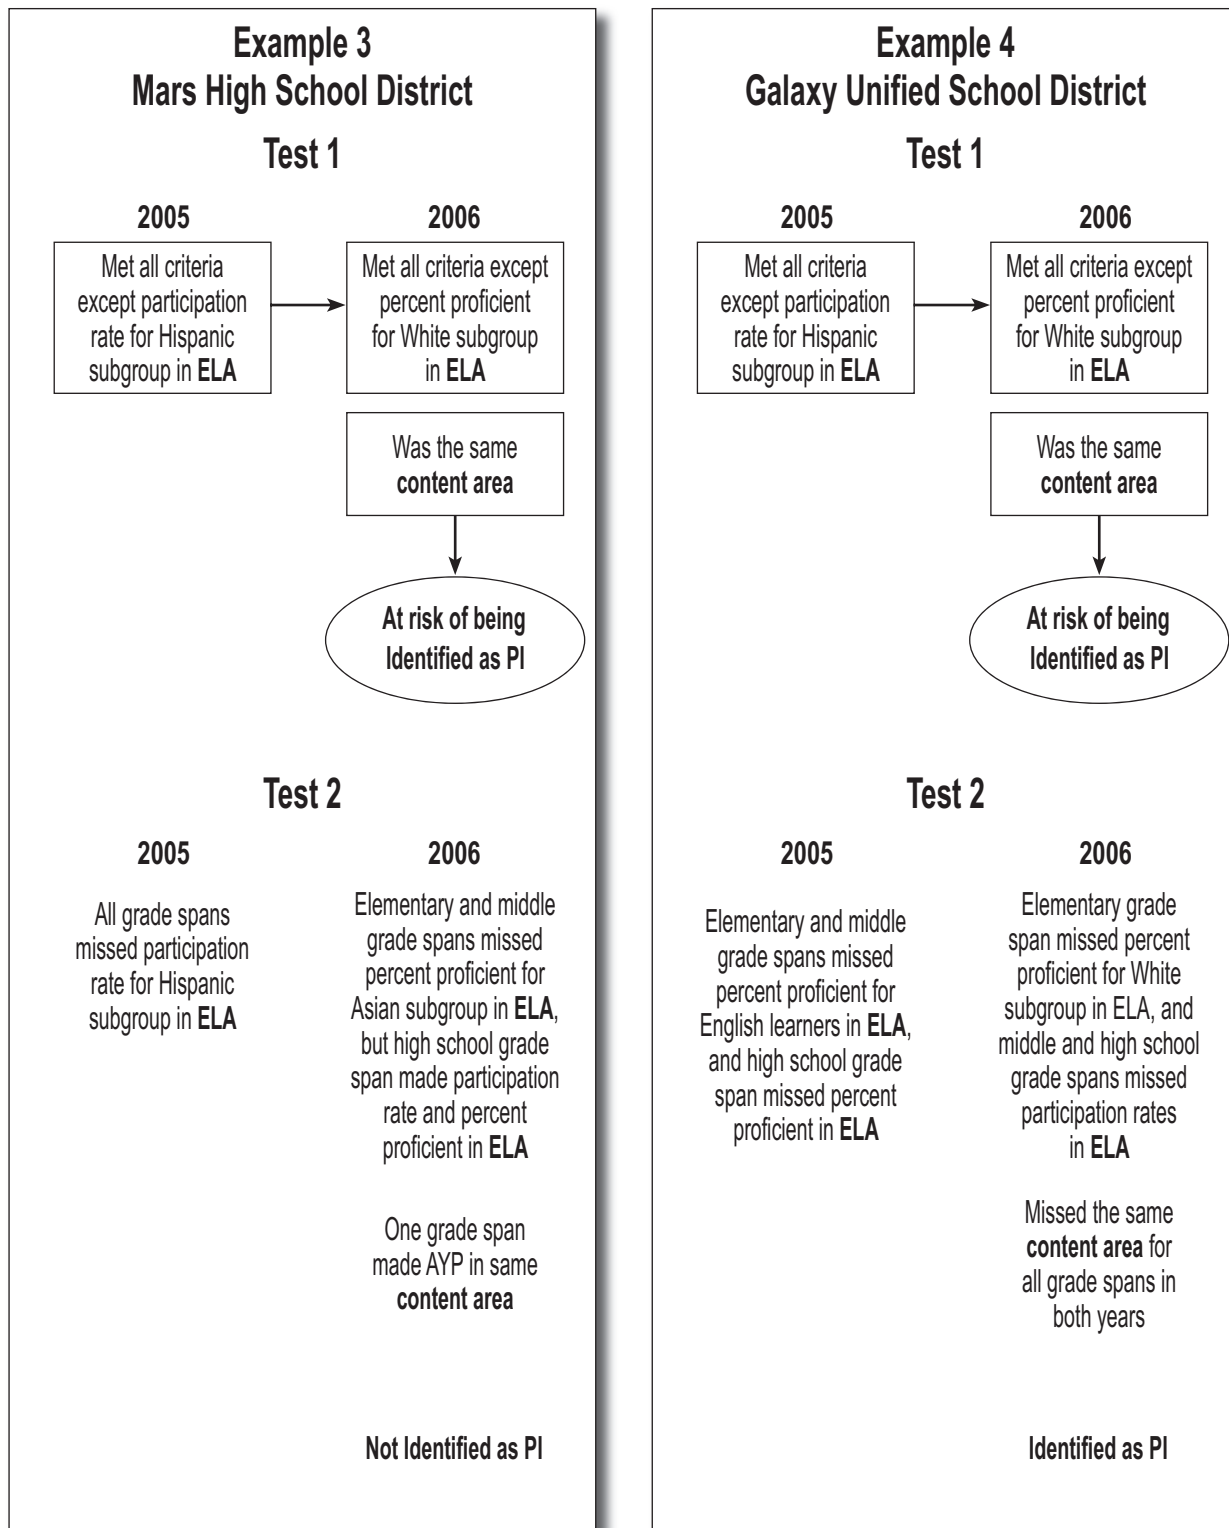 Example 3
Mars High School District
Test 1
2005
Met all criteria
except participation
rate for Hispanic
subgroup in ELA
2006
Met all criteria except
percent proficient
for White subgroup
in ELA
Was the same
content area
At risk of being
Identified as PI
Test 2
2005
All grade spans
missed participation
rate for Hispanic
subgroup in ELA
2006
Elementary and middle
grade spans missed
percent proficient for
Asian subgroup in ELA,
but high school grade
span made participation
rate and percent
proficient in ELA
One grade span
made AYP in same
content area
Not Identified as PI
Example 4
Galaxy Unified School District
Test 1
2005
Met all criteria
except participation
rate for Hispanic
subgroup in ELA
2006
Met all criteria except
percent proficient
for White subgroup
in ELA
Was the same
content area
At risk of being
Identified as PI
Test 2
2005
Elementary and middle
grade spans missed
percent proficient for
English learners in ELA,
and high school grade
span missed percent
proficient in ELA
2006
Elementary grade
span missed percent
proficient for White
subgroup in ELA, and
middle and high school
grade spans missed
participation rates
in ELA
Missed the same
content area for
all grade spans in
both years
Identified as PI